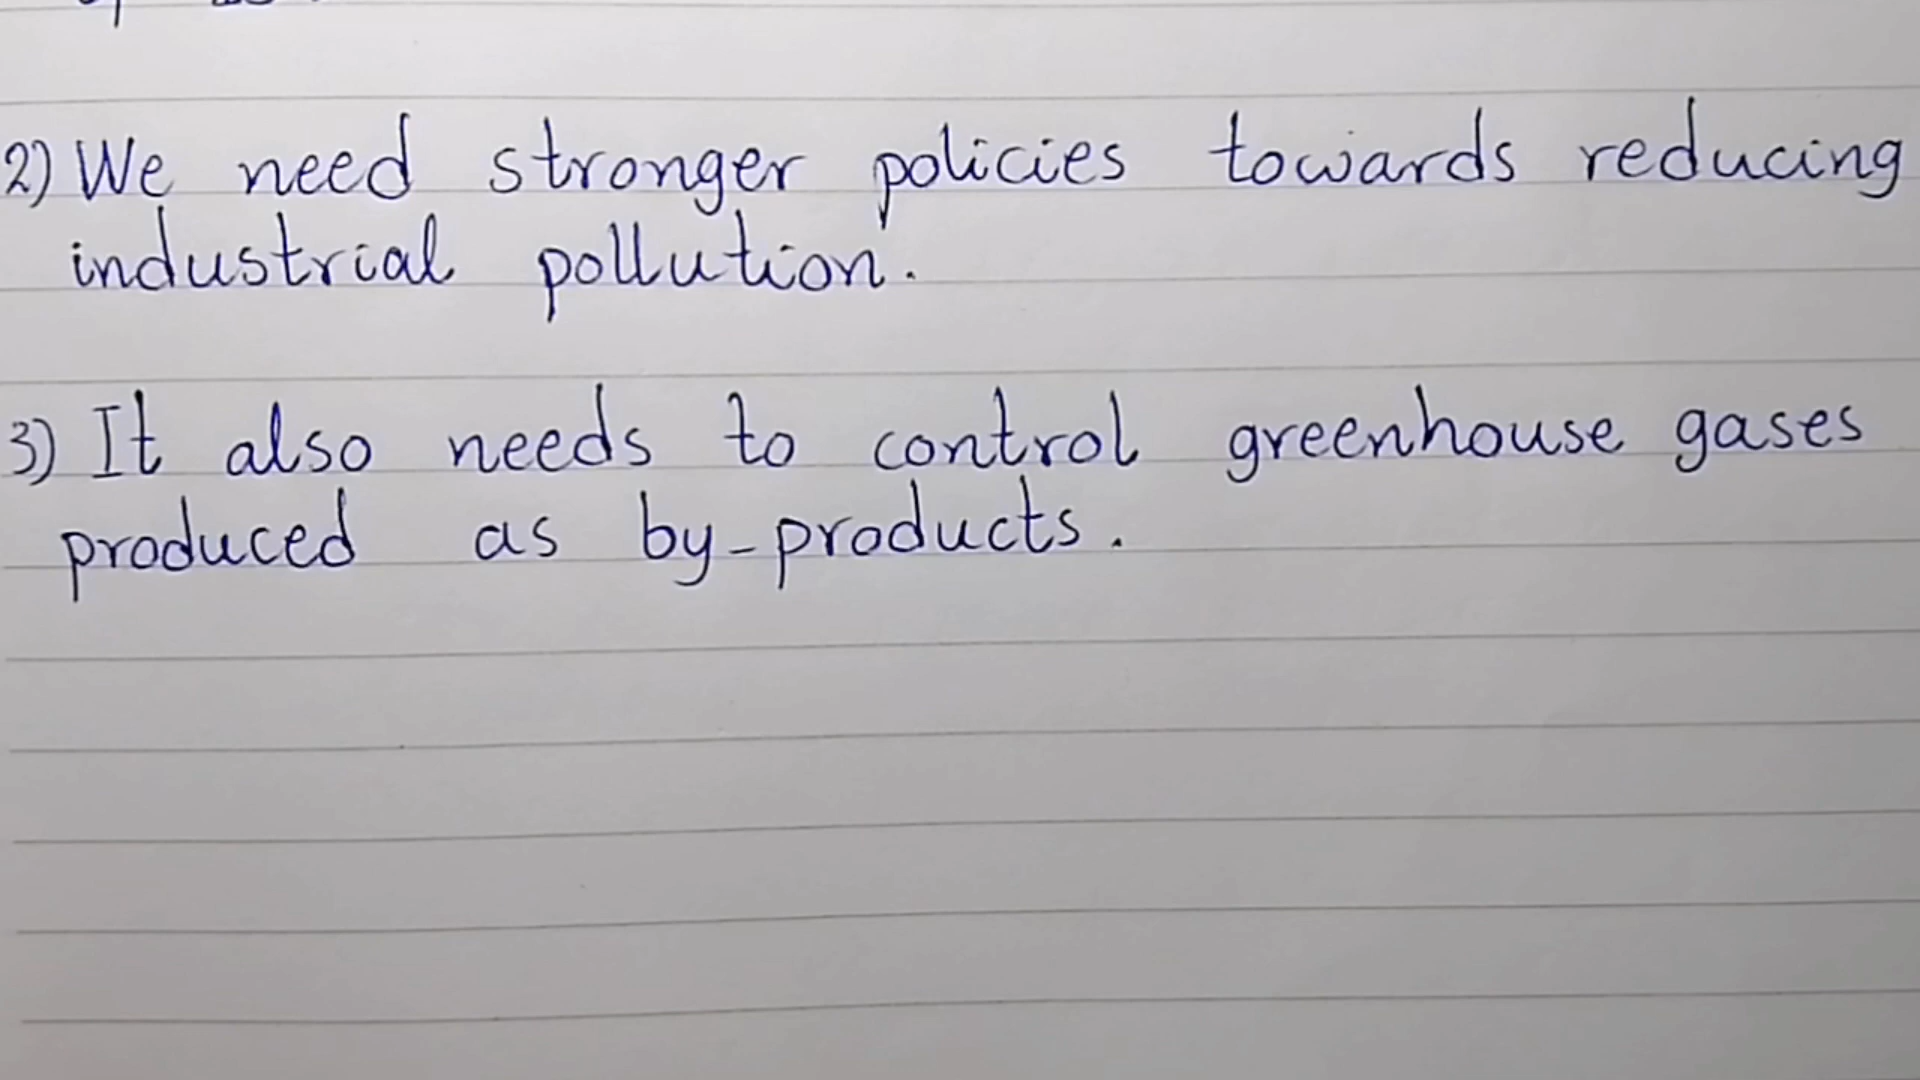 2) We need stronger policies towards reducing
industrial pollution.
3) It also needs to control greenhouse gases
produced as by-products.